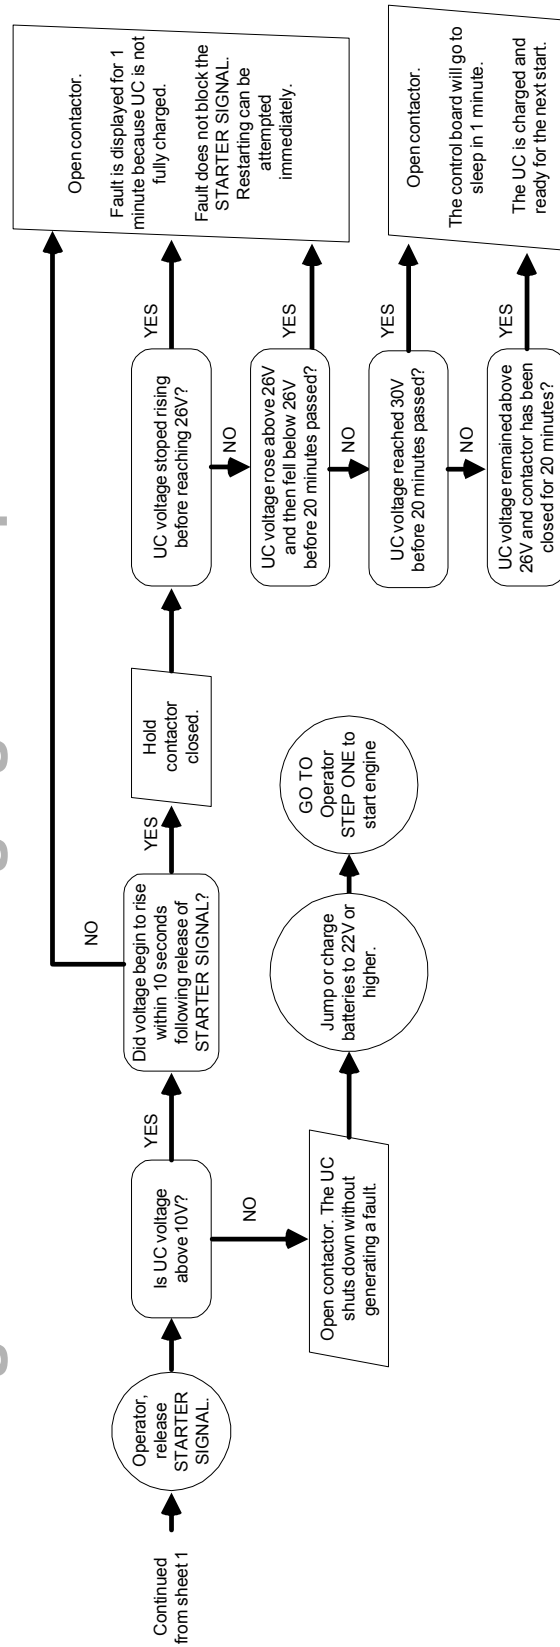 Continued
from sheet 1
Operator,
release
STARTER
SIGNAL.
Is UC voltage
above 10V?
YES
NO
Open contactor. The UC
shuts down without
generating a fault.
Jump or charge
batteries to 22V or
higher.
GO TO
Operator
STEP ONE to
start engine
Did voltage begin to rise
within 10 seconds
following release of
STARTER SIGNAL?
NO
YES
Hold
contactor
closed.
UC voltage stoped rising
before reaching 26V?
YES
NO
UC voltage rose above 26V
and then fell below 26V
before 20 minutes passed?
YES
NO
UC voltage reached 30V
before 20 minutes passed?
YES
NO
UC voltage remained above
26V and contactor has been
closed for 20 minutes?
YES
Open contactor.
Fault is displayed for 1
minute because UC is not
fully charged.
Fault does not block the
STARTER SIGNAL.
Restarting can be
attempted
immediately.
Open contactor.
The control board will go to
sleep in 1 minute.
The UC is charged and
ready for the next start.